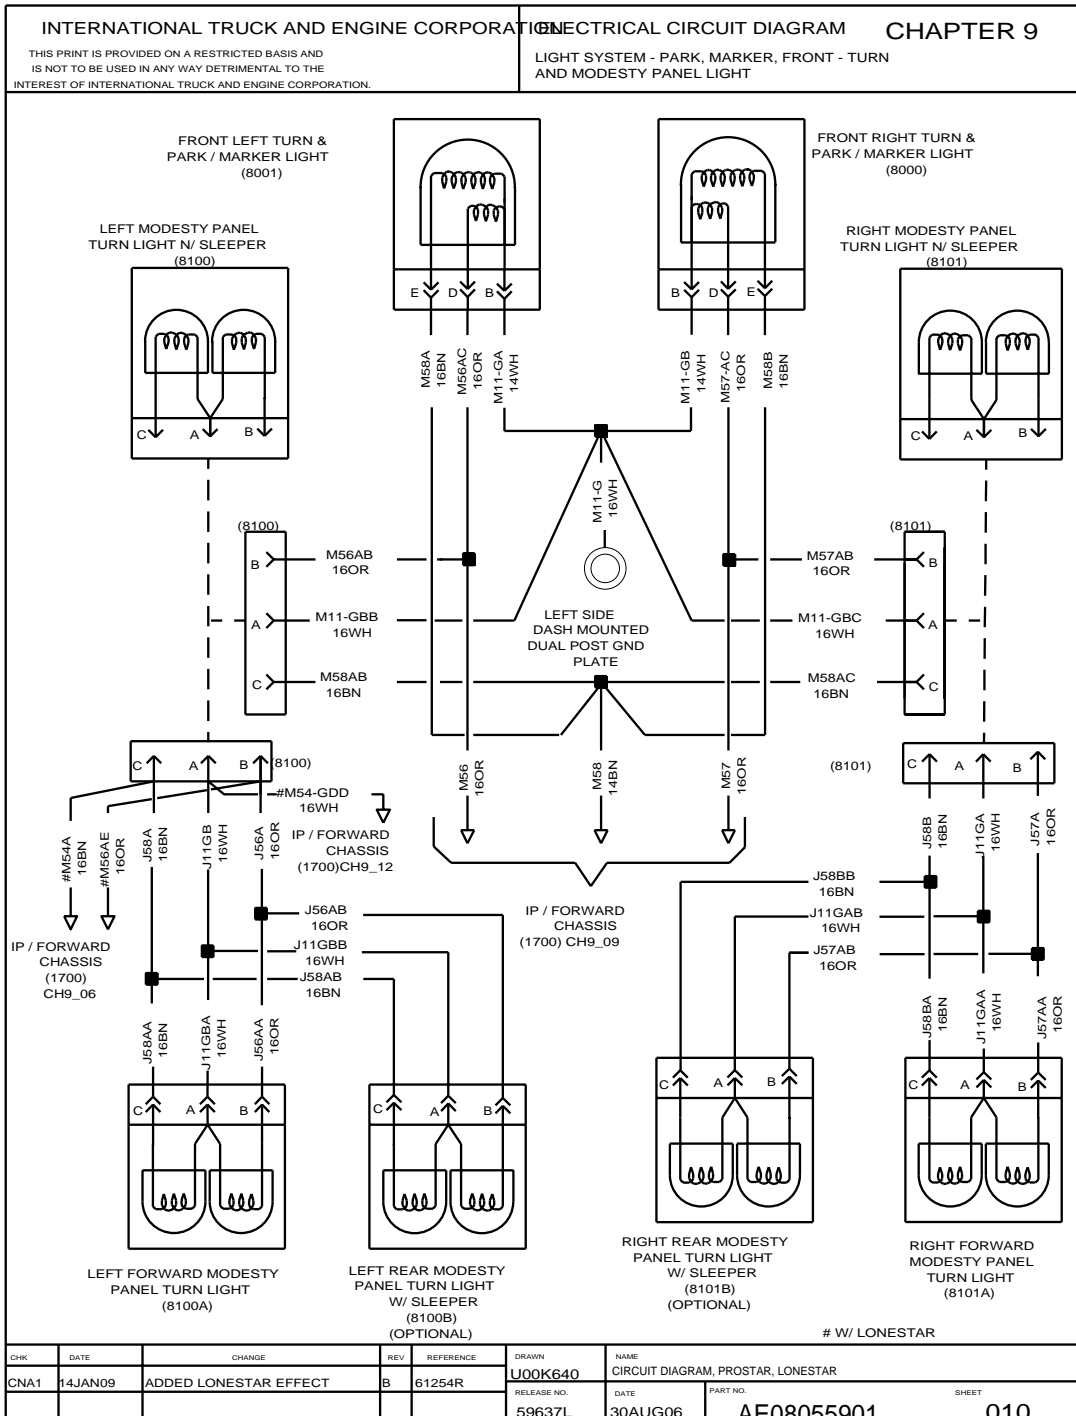 INTERNATIONAL TRUCK AND ENGINE CORPORATION
ELECTRICAL CIRCUIT DIAGRAM
CHAPTER 9
THIS PRINT IS PROVIDED ON A RESTRICTED BASIS AND
IS NOT TO BE USED IN ANY WAY DETRIMENTAL TO THE
INTEREST OF INTERNATIONAL TRUCK AND ENGINE CORPORATION.
LIGHT SYSTEM - PARK, MARKER, FRONT - TURN
AND MODESTY PANEL LIGHT
FRONT LEFT TURN &
PARK / MARKER LIGHT
(8001)
FRONT RIGHT TURN &
PARK / MARKER LIGHT
(8000)
LEFT MODESTY PANEL
TURN LIGHT N/ SLEEPER
(8100)
RIGHT MODESTY PANEL
TURN LIGHT N/ SLEEPER
(8101)
E
D
B
B
D
E
M58A
16BN
M56AC
16OR
M11-GA
14WH
M11-GB
14WH
M57-AC
16OR
M58B
16BN
C
A
B
C
A
B
M11-G
16WH
(8100)
B
A
C
M56AB
16OR
M11-GBB
16WH
M58AB
16BN
LEFT SIDE
DASH MOUNTED
DUAL POST GND
PLATE
(8101)
B
A
C
M57AB
16OR
M11-GBC
16WH
M58AC
16BN
C
A
B
(8100)
#M54-GDD
16WH
IP / FORWARD
CHASSIS
(1700)CH9_12
M56
16OR
M58
14BN
M57
16OR
(8101)
C
A
B
#M54A
16BN
#M56AE
16OR
J58A
16BN
J11GB
16WH
J56A
16OR
J58B
16BN
J11GA
16WH
J57A
16OR
IP / FORWARD
CHASSIS
(1700)
CH9_06
IP / FORWARD
CHASSIS
(1700) CH9_09
J56AB
16OR
J11GBB
16WH
J58AB
16BN
J58BB
16BN
J11GAB
16WH
J57AB
16OR
J58AA
16BN
J11GBA
16WH
J56AA
16OR
J58BA
16BN
J11GAA
16WH
J57AA
16OR
C
A
B
C
A
B
C
A
B
C
A
B
LEFT FORWARD MODESTY
PANEL TURN LIGHT
(8100A)
LEFT REAR MODESTY
PANEL TURN LIGHT
W/ SLEEPER
(8100B)
(OPTIONAL)
RIGHT REAR MODESTY
PANEL TURN LIGHT
W/ SLEEPER
(8101B)
(OPTIONAL)
RIGHT FORWARD
MODESTY PANEL
TURN LIGHT
(8101A)
# W/ LONESTAR
CHK
DATE
CHANGE
REV
REFERENCE
DRAWN
NAME
CNA1
14JAN09
ADDED LONESTAR EFFECT
B
61254R
U00K640
CIRCUIT DIAGRAM, PROSTAR, LONESTAR
RELEASE NO.
DATE
PART NO.
SHEET
59637L
30AUG06
AE08055901
010